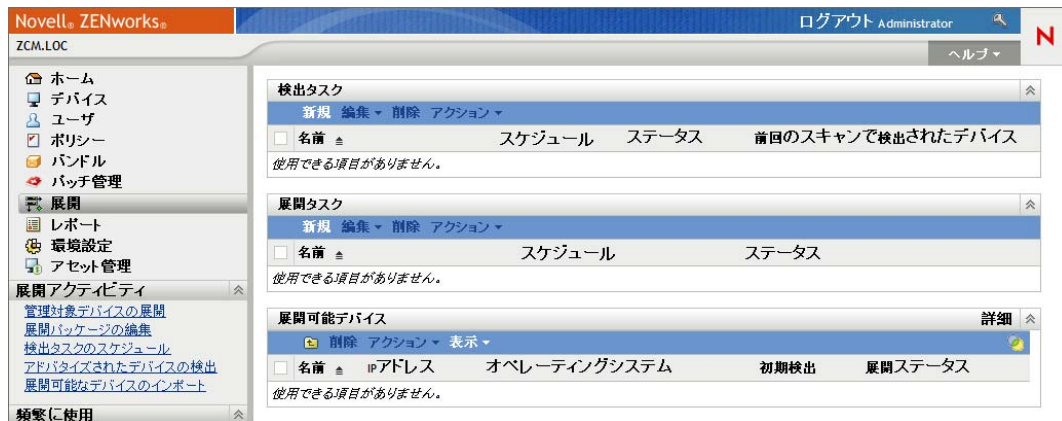 Novell® ZENworks®
ログアウト Administrator
N
ZCM.LOC
ヘルプ
ホーム
デバイス
ユーザ
ポリシー
バンドル
パッチ管理
展開
レポート
環境設定
アセット管理
展開アクティビティ
管理対象デバイスの展開
展開パッケージの編集
検出タスクのスケジュール
アドバタイズされたデバイスの検出
展開可能なデバイスのインポート
頻繁に使用
検出タスク
新規 編集 削除 アクション
名前 スケジュール ステータス 前回のスキャンで検出されたデバイス
使用できる項目がありません。
展開タスク
新規 編集 削除 アクション
名前 スケジュール ステータス
使用できる項目がありません。
展開可能デバイス 詳細
削除 アクション 表示
名前 IPアドレス オペレーティングシステム 初期検出 展開ステータス
使用できる項目がありません。